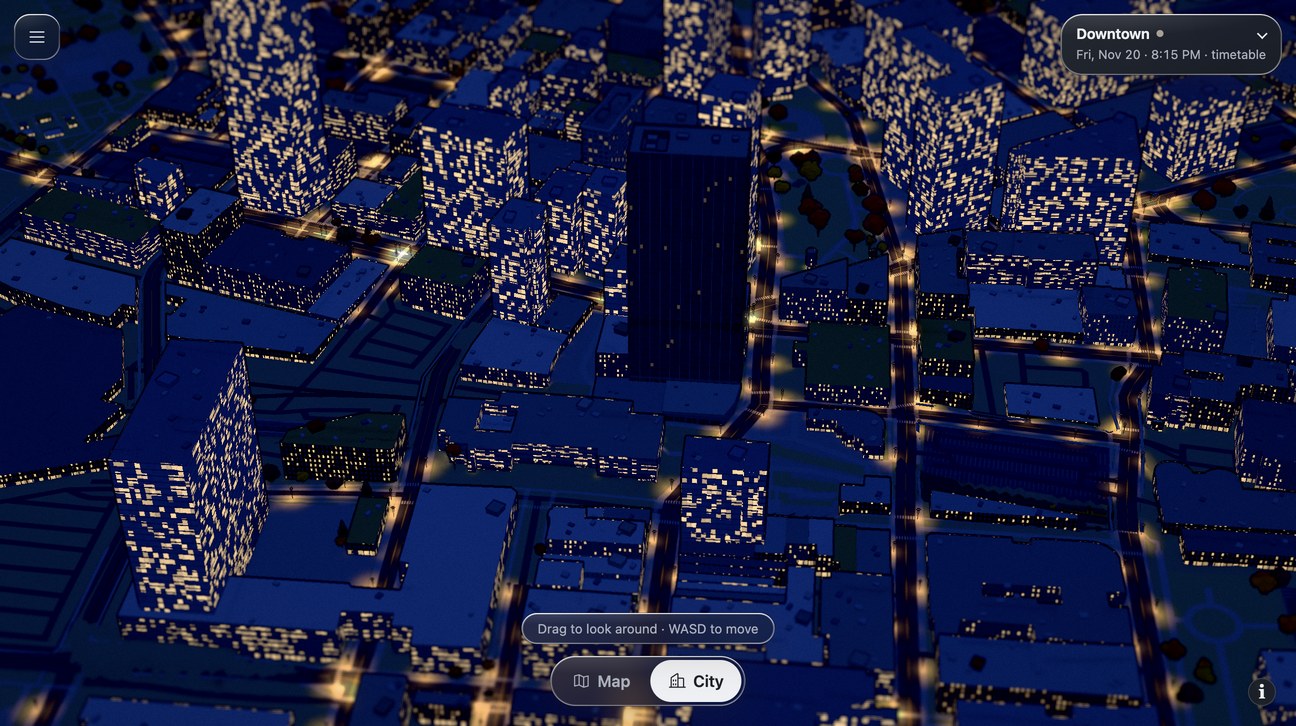 Downtown
Fri, Nov 20 · 8:15 PM · timetable
Drag to look around · WASD to move
Map
City
i